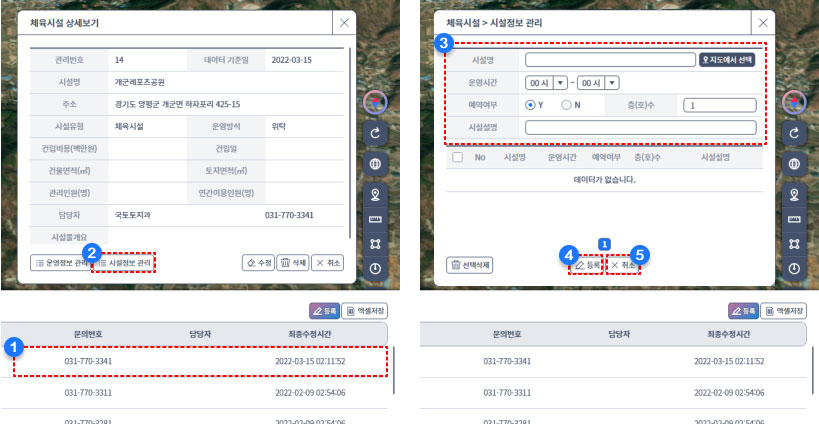 체육시설 상세보기
관리번호 14 데이터 기준일 2022-03-15
시설명 개군레포츠공원
주소 경기도 양평군 개군면 하자포리 425-15
시설유형 체육시설 운영방식 위탁
건립비용(백만원) 건립일
건물면적(㎡) 토지면적(㎡)
관리인원(명) 연간이용인원(명)
담당자 국토토지과 031-770-3341
시설물개요
2
운영정보 관리 시설정보 관리 수정 삭제 취소
등록 엑셀저장
문의번호 담당자 최종수정시간
1
031-770-3341 2022-03-15 02:11:52
031-770-3311 2022-02-09 02:54:06
031-770-3281 2022-02-09 02:54:06
체육시설 > 시설정보 관리
3
시설명 지도에서 선택
운영시간 00 시 ~ 00 시
예약여부 Y N 층(호)수 1
시설설명
No 시설명 운영시간 예약여부 층(호)수 시설설명
데이터가 없습니다.
1
4 5
선택삭제 등록 취소
등록 엑셀저장
문의번호 담당자 최종수정시간
031-770-3341 2022-03-15 02:11:52
031-770-3311 2022-02-09 02:54:06
031-770-3281 2022-02-09 02:54:06